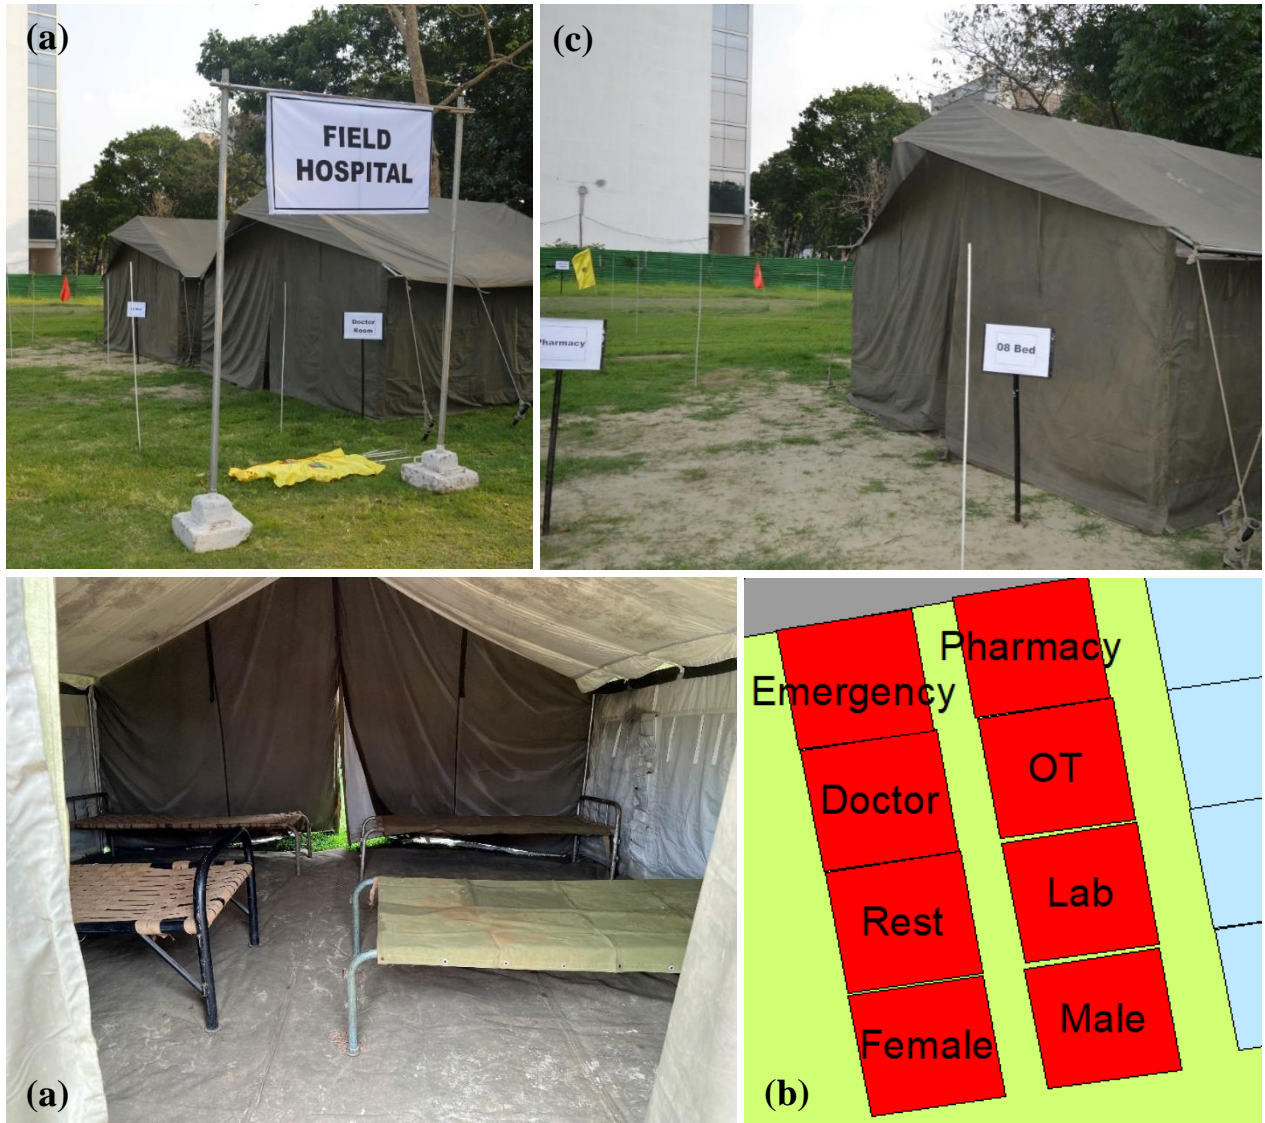 (a)
FIELD
HOSPITAL
Doctor
Room
(c)
Pharmacy
08 Bed
(a)
(b)
Pharmacy
Emergency
OT
Doctor
Lab
Rest
Male
Female